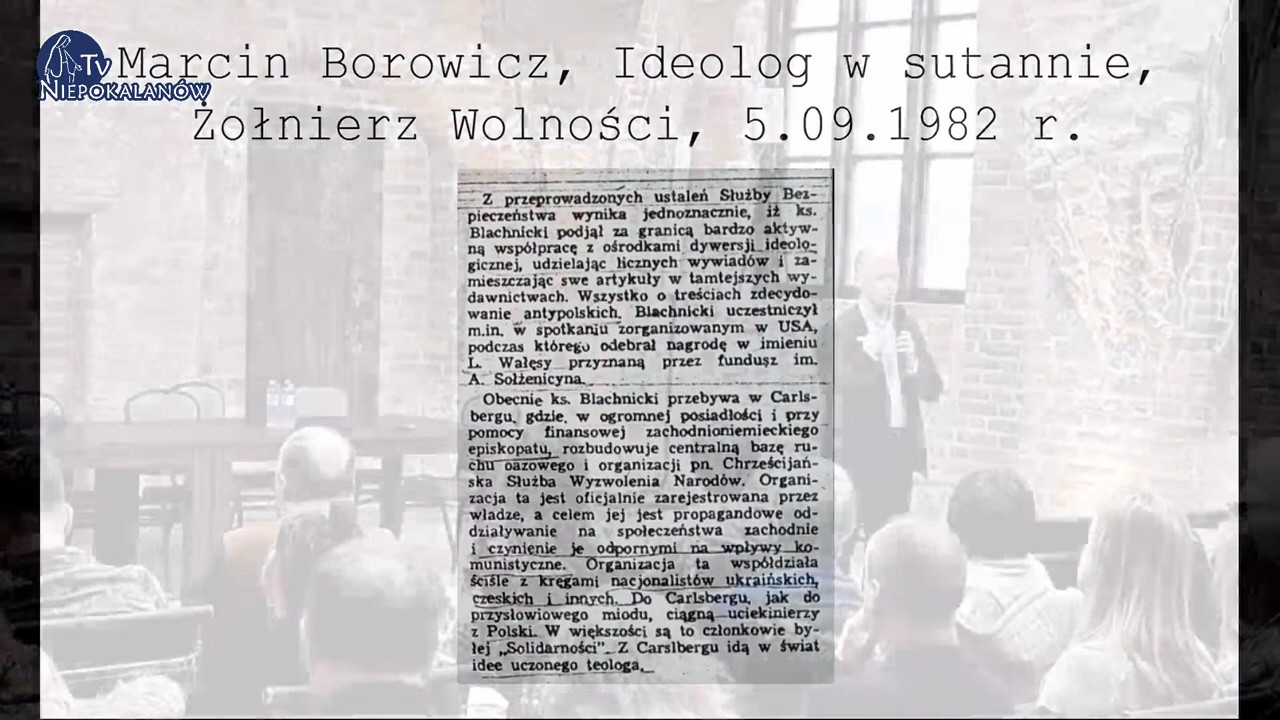 TV
NIEPOKALANÓW
Marcin Borowicz, Ideolog w sutannie,
Żołnierz Wolności, 5.09.1982 r.
Z przeprowadzonych ustaleń Służby Bez-
pieczeństwa wynika jednoznacznie, iż ks.
Blachnicki podjął za granicą bardzo aktyw-
ną współpracę z ośrodkami dywersji ideolo-
gicznej, udzielając licznych wywiadów i za-
mieszczając swe artykuły w tamtejszych wy-
dawnictwach. Wszystko o treściach zdecydo-
wanie antypolskich. Blachnicki uczestniczył
m.in. w spotkaniu zorganizowanym w USA,
podczas którego odebrał nagrodę w imieniu
L. Wałęsy przyznaną przez fundusz im.
A. Sołżenicyna.
Obecnie ks. Blachnicki przebywa w Carls-
bergu, gdzie, w ogromnej posiadłości i przy
pomocy finansowej zachodnioniemieckiego
episkopatu, rozbudowuje centralną bazę ru-
chu oazowego i organizacji pn. Chrześcijań-
ska Służba Wyzwolenia Narodów. Organi-
zacja ta jest oficjalnie zarejestrowana przez
władze, a celem jej jest propagandowe od-
działywanie na społeczeństwa zachodnie
i czynienie je odpornymi na wpływy ko-
munistyczne. Organizacja ta współdziała
ściśle z kręgami nacjonalistów ukraińskich,
czeskich i innych. Do Carlsbergu, jak do
przysłowiowego miodu, ciągną uciekinierzy
z Polski. W większości są to członkowie by-
łej „Solidarności”. Z Carslbergu idą w świat
idee uczonego teologa.